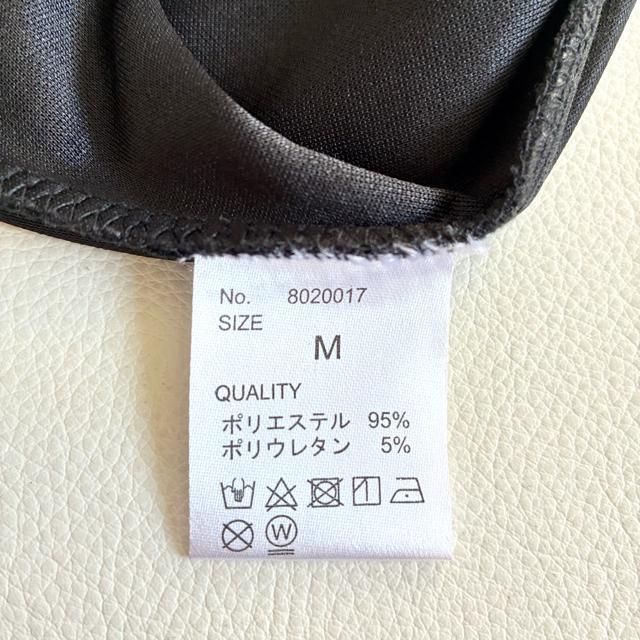 No. 8020017
SIZE
M
QUALITY
ポリエステル 95%
ポリウレタン 5%
W